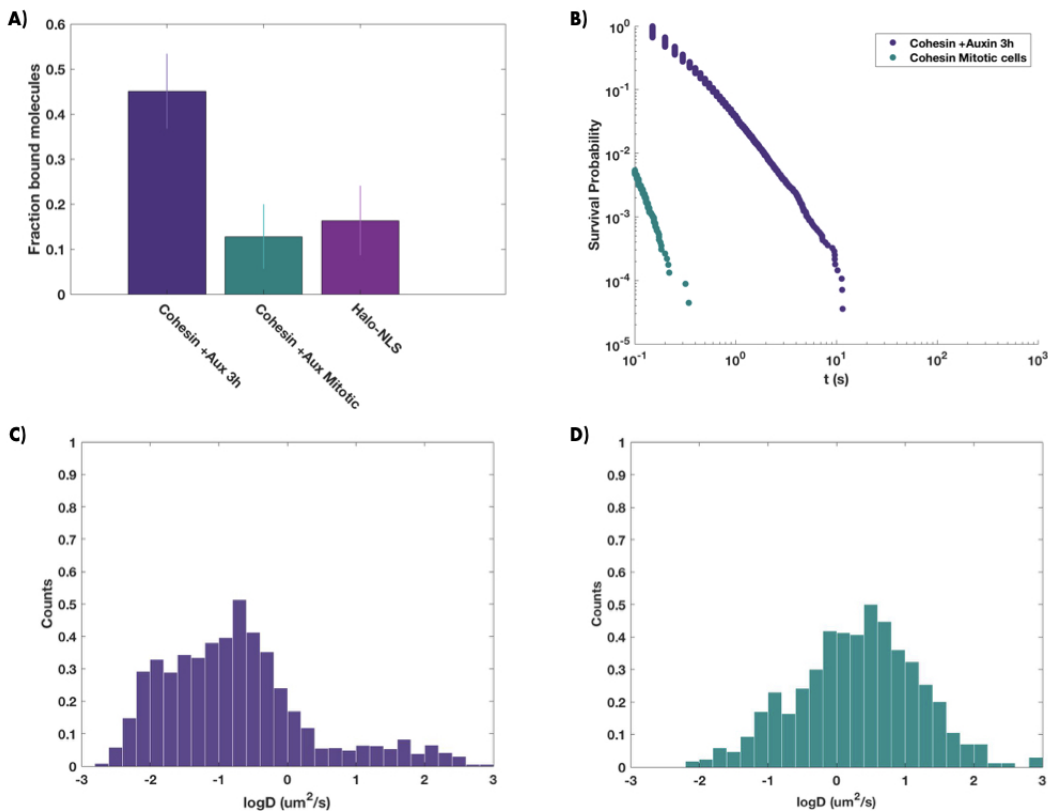 A)
0.6
0.5
0.4
0.3
0.2
0.1
0
Fraction bound molecules
Cohesin +Aux 3h
Cohesin +Aux Mitotic
Halo-NLS
B)
10^0
10^-1
10^-2
10^-3
10^-4
10^-5
Survival Probability
Cohesin +Auxin 3h
Cohesin Mitotic cells
10^-1 10^0 10^1 10^2 10^3
t (s)
C)
1
0.9
0.8
0.7
0.6
0.5
0.4
0.3
0.2
0.1
0
Counts
-3 -2 -1 0 1 2 3
logD (um^2/s)
D)
1
0.9
0.8
0.7
0.6
0.5
0.4
0.3
0.2
0.1
0
Counts
-3 -2 -1 0 1 2 3
logD (um^2/s)